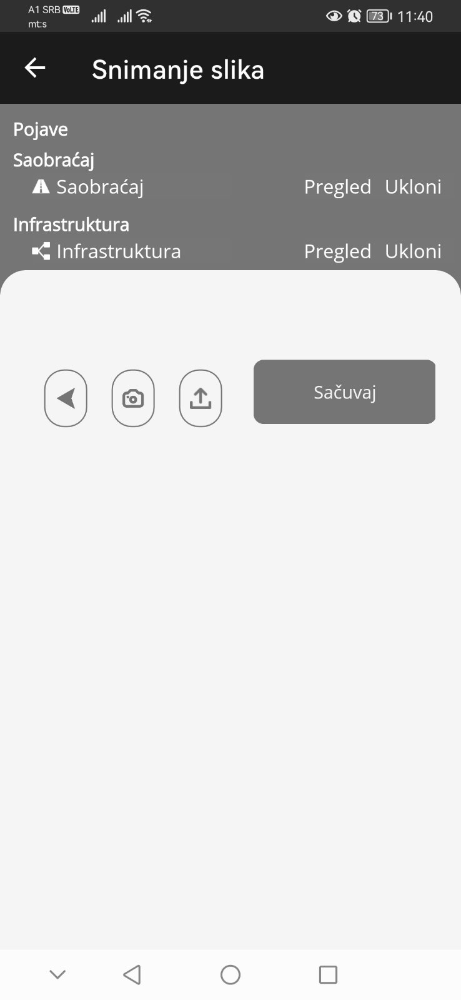 A1 SRB VoLTE
mt:s
73 11:40
Snimanje slika
Pojave
Saobraćaj
Saobraćaj Pregled Ukloni
Infrastruktura
Infrastruktura Pregled Ukloni
Sačuvaj